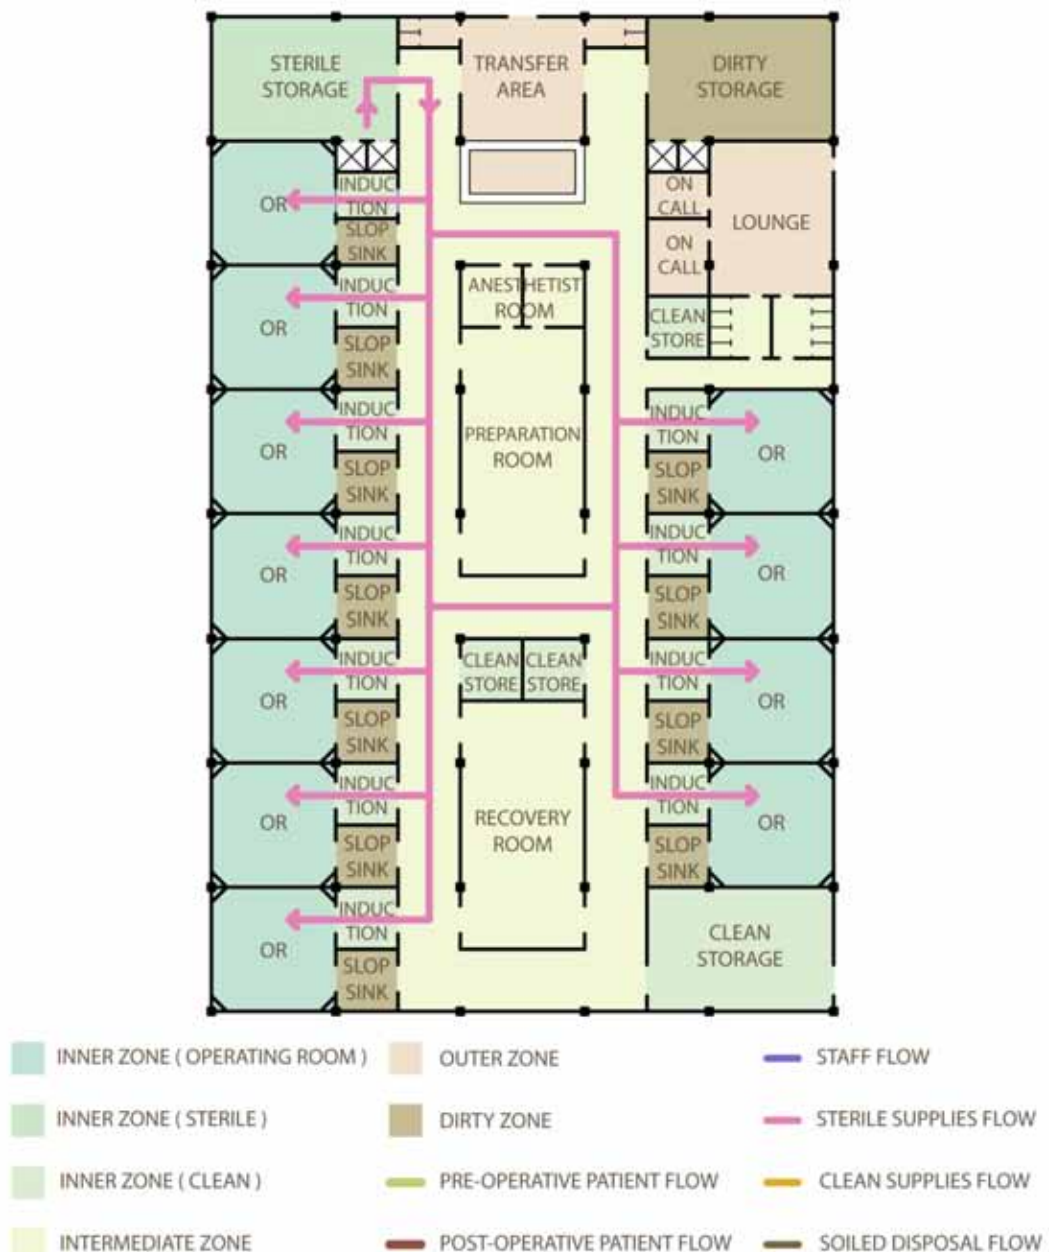 STERILE
STORAGE
TRANSFER
AREA
DIRTY
STORAGE
OR
INDUC
TION
SLOP
SINK
ON
CALL
LOUNGE
ON
CALL
OR
INDUC
TION
SLOP
SINK
ANESTHETIST
ROOM
CLEAN
STORE
OR
INDUC
TION
SLOP
SINK
PREPARATION
ROOM
INDUC
TION
SLOP
SINK
OR
OR
INDUC
TION
SLOP
SINK
INDUC
TION
SLOP
SINK
OR
OR
INDUC
TION
SLOP
SINK
CLEAN
STORE
CLEAN
STORE
INDUC
TION
SLOP
SINK
OR
OR
INDUC
TION
SLOP
SINK
RECOVERY
ROOM
INDUC
TION
SLOP
SINK
OR
OR
INDUC
TION
SLOP
SINK
CLEAN
STORAGE
INNER ZONE ( OPERATING ROOM )
OUTER ZONE
STAFF FLOW
INNER ZONE ( STERILE )
DIRTY ZONE
STERILE SUPPLIES FLOW
INNER ZONE ( CLEAN )
PRE-OPERATIVE PATIENT FLOW
CLEAN SUPPLIES FLOW
INTERMEDIATE ZONE
POST-OPERATIVE PATIENT FLOW
SOILED DISPOSAL FLOW